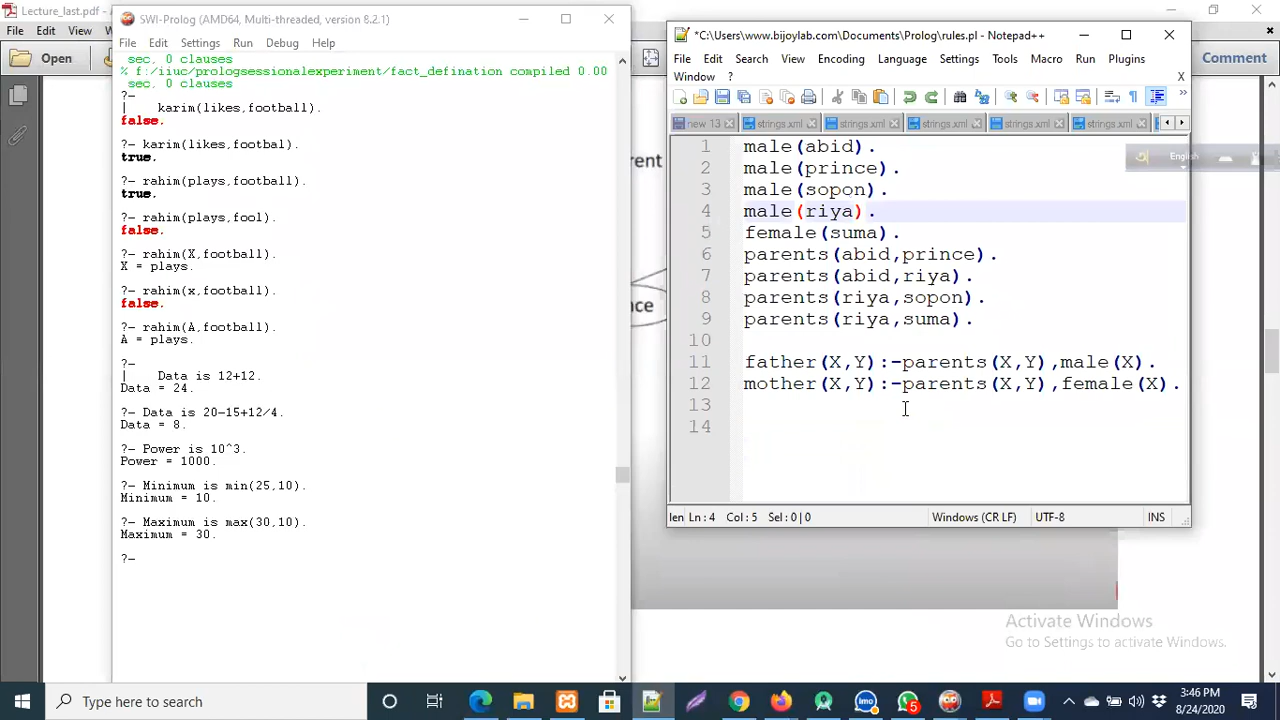 Lecture_last.pdf - A
File Edit View
Open
Comment
SWI-Prolog (AMD64, Multi-threaded, version 8.2.1)
File Edit Settings Run Debug Help
sec, 0 clauses
% f:/iiuc/prologsessionalexperiment/fact_defination compiled 0.00
sec, 0 clauses
?-
| karim(likes,football).
false.
?- karim(likes,footbal).
true.
?- rahim(plays,football).
true.
?- rahim(plays,fool).
false.
?- rahim(X,football).
X = plays.
?- rahim(x,football).
false.
?- rahim(A,football).
A = plays.
?-
| Data is 12+12.
Data = 24.
?- Data is 20-15+12/4.
Data = 8.
?- Power is 10^3.
Power = 1000.
?- Minimum is min(25,10).
Minimum = 10.
?- Maximum is max(30,10).
Maximum = 30.
?-
rent
ce
*C:\Users\www.bijoylab.com\Documents\Prolog\rules.pl - Notepad++
File Edit Search View Encoding Language Settings Tools Macro Run Plugins
Window ? X
new 13 strings.xml strings.xml strings.xml strings.xml strings.xml
English
1 male(abid).
2 male(prince).
3 male(sopon).
4 male(riya).
5 female(suma).
6 parents(abid,prince).
7 parents(abid,riya).
8 parents(riya,sopon).
9 parents(riya,suma).
10
11 father(X,Y):-parents(X,Y),male(X).
12 mother(X,Y):-parents(X,Y),female(X).
13
14
len Ln: 4 Col: 5 Sel: 0 | 0 Windows (CR LF) UTF-8 INS
Activate Windows
Go to Settings to activate Windows.
Type here to search
5
3:46 PM
8/24/2020